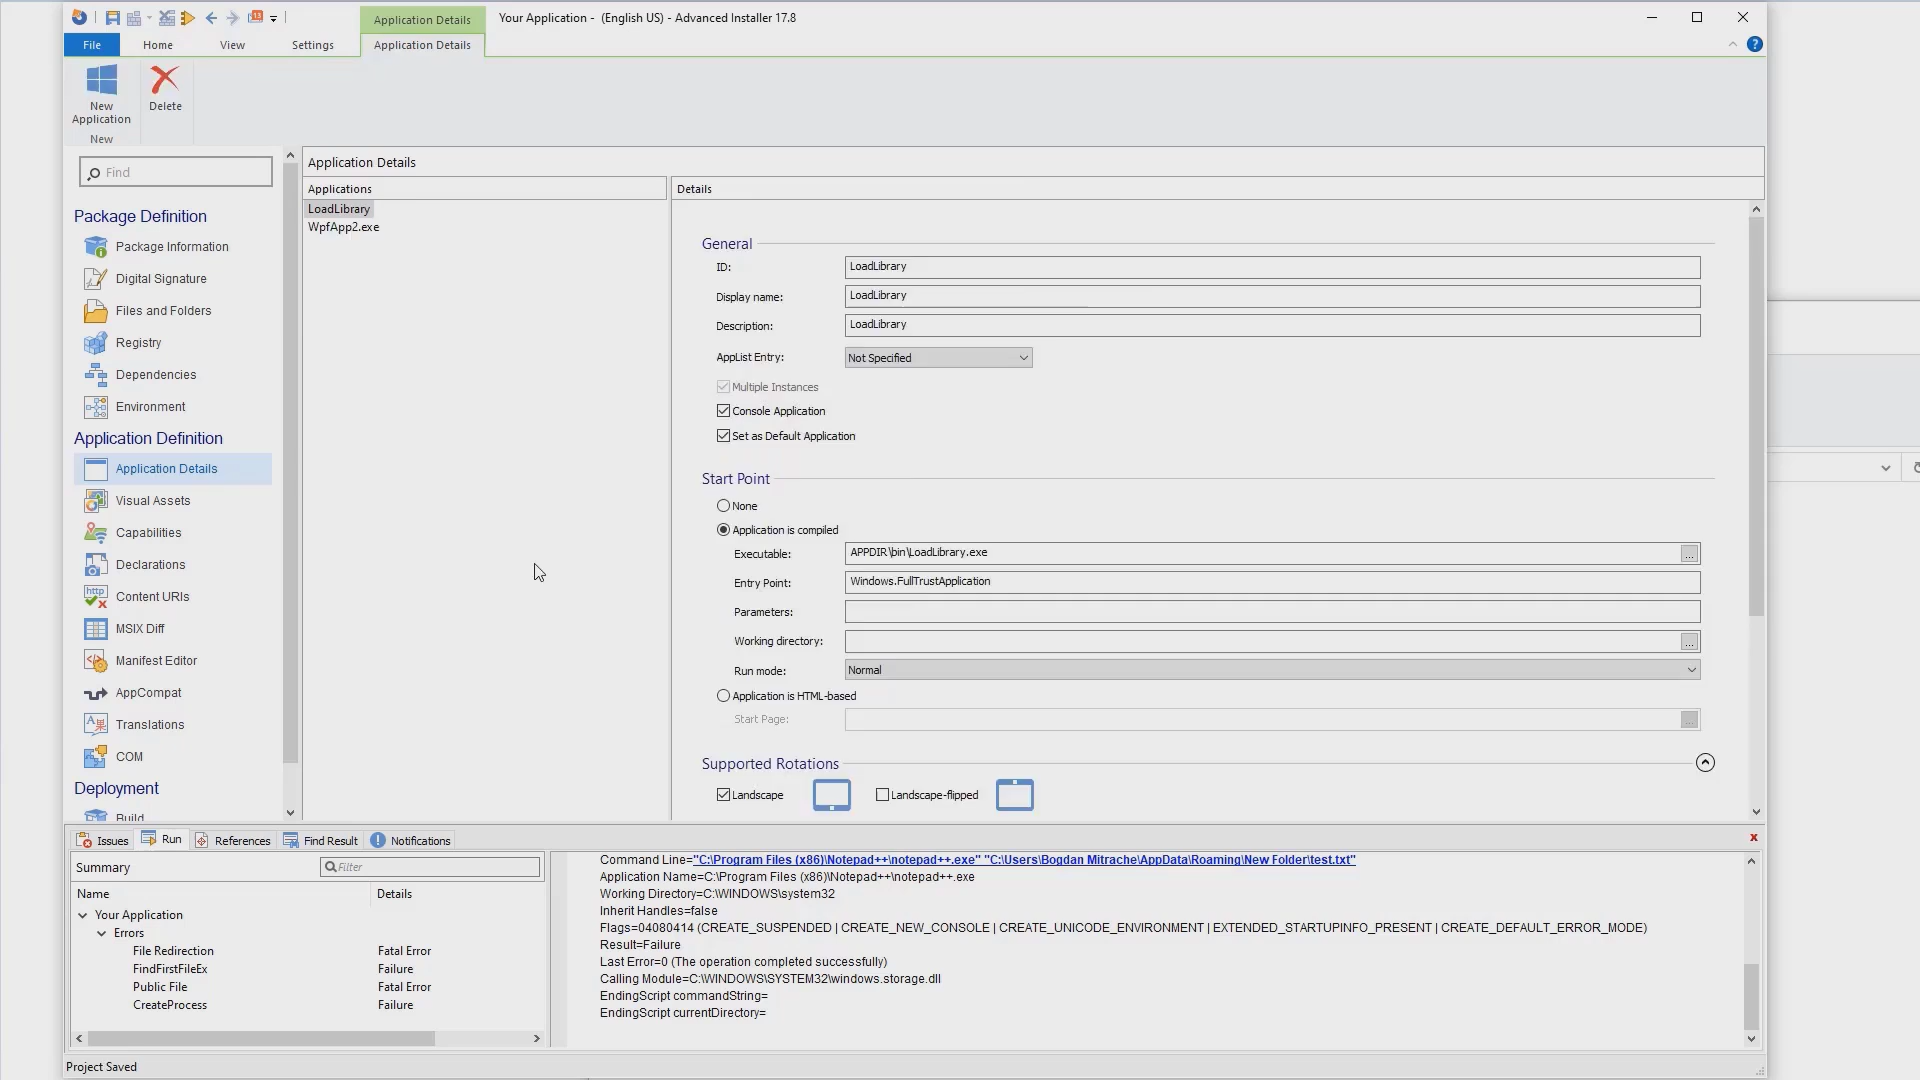 Application Details
Your Application - (English US) - Advanced Installer 17.8
File
Home
View
Settings
Application Details
New Application
Delete
New
Find
Package Definition
Package Information
Digital Signature
Files and Folders
Registry
Dependencies
Environment
Application Definition
Application Details
Visual Assets
Capabilities
Declarations
Content URIs
MSIX Diff
Manifest Editor
AppCompat
Translations
COM
Deployment
Build
Application Details
Applications
LoadLibrary
WpfApp2.exe
Details
General
ID: LoadLibrary
Display name: LoadLibrary
Description: LoadLibrary
AppList Entry: Not Specified
Multiple Instances
Console Application
Set as Default Application
Start Point
None
Application is compiled
Executable: APPDIR\bin\LoadLibrary.exe ...
Entry Point: Windows.FullTrustApplication
Parameters:
Working directory: ...
Run mode: Normal
Application is HTML-based
Start Page: ...
Supported Rotations
Landscape
Landscape-flipped
Issues
Run
References
Find Result
Notifications
Summary
Filter
Name Details
Your Application
Errors
File Redirection Fatal Error
FindFirstFileEx Failure
Public File Fatal Error
CreateProcess Failure
Command Line="C:\Program Files (x86)\Notepad++\notepad++.exe" "C:\Users\Bogdan Mitrache\AppData\Roaming\New Folder\test.txt"
Application Name=C:\Program Files (x86)\Notepad++\notepad++.exe
Working Directory=C:\WINDOWS\system32
Inherit Handles=false
Flags=04080414 (CREATE_SUSPENDED | CREATE_NEW_CONSOLE | CREATE_UNICODE_ENVIRONMENT | EXTENDED_STARTUPINFO_PRESENT | CREATE_DEFAULT_ERROR_MODE)
Result=Failure
Last Error=0 (The operation completed successfully)
Calling Module=C:\WINDOWS\SYSTEM32\windows.storage.dll
EndingScript commandString=
EndingScript currentDirectory=
Project Saved